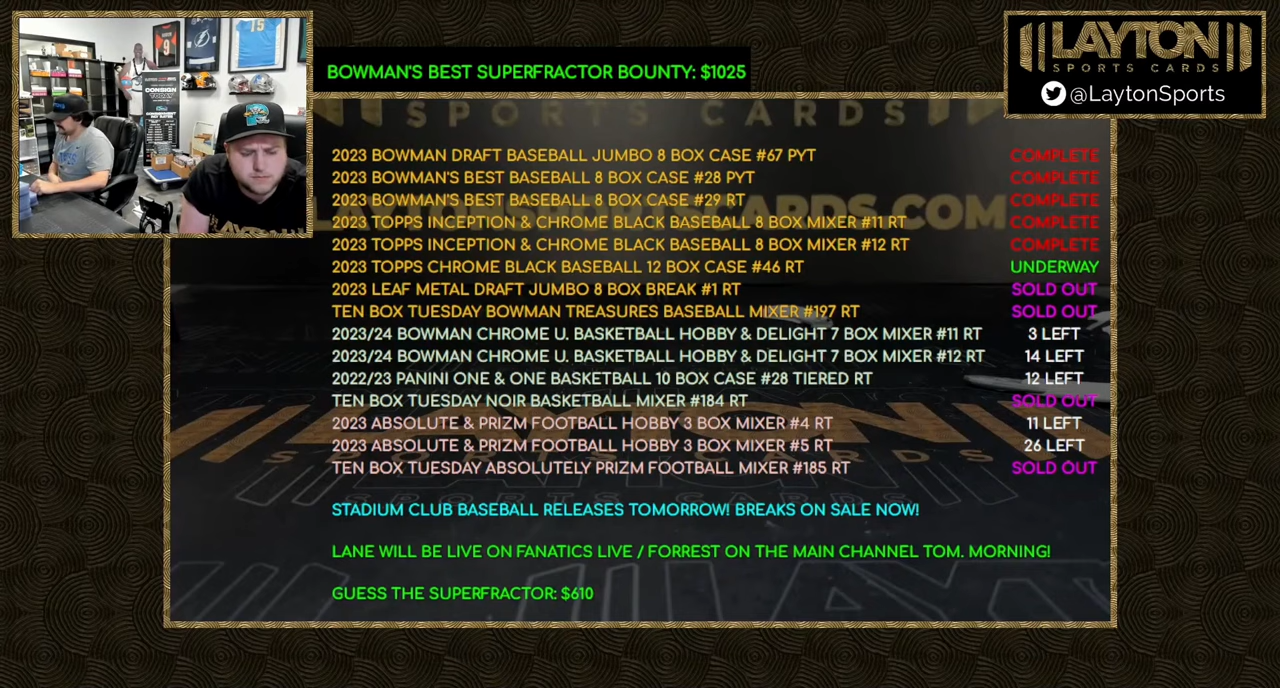 LAYTON
SPORTS CARDS
@LaytonSports
BOWMAN'S BEST SUPERFRACTOR BOUNTY: $1025
SPORTS CARDS
2023 BOWMAN DRAFT BASEBALL JUMBO 8 BOX CASE #67 PYT COMPLETE
2023 BOWMAN'S BEST BASEBALL 8 BOX CASE #28 PYT COMPLETE
2023 BOWMAN'S BEST BASEBALL 8 BOX CASE #29 RT COMPLETE
2023 TOPPS INCEPTION & CHROME BLACK BASEBALL 8 BOX MIXER #11 RT COMPLETE
2023 TOPPS INCEPTION & CHROME BLACK BASEBALL 8 BOX MIXER #12 RT COMPLETE
2023 TOPPS CHROME BLACK BASEBALL 12 BOX CASE #46 RT UNDERWAY
2023 LEAF METAL DRAFT JUMBO 8 BOX BREAK #1 RT SOLD OUT
TEN BOX TUESDAY BOWMAN TREASURES BASEBALL MIXER #197 RT SOLD OUT
2023/24 BOWMAN CHROME U. BASKETBALL HOBBY & DELIGHT 7 BOX MIXER #11 RT 3 LEFT
2023/24 BOWMAN CHROME U. BASKETBALL HOBBY & DELIGHT 7 BOX MIXER #12 RT 14 LEFT
2022/23 PANINI ONE & ONE BASKETBALL 10 BOX CASE #28 TIERED RT 12 LEFT
TEN BOX TUESDAY NOIR BASKETBALL MIXER #184 RT SOLD OUT
2023 ABSOLUTE & PRIZM FOOTBALL HOBBY 3 BOX MIXER #4 RT 11 LEFT
2023 ABSOLUTE & PRIZM FOOTBALL HOBBY 3 BOX MIXER #5 RT 26 LEFT
TEN BOX TUESDAY ABSOLUTELY PRIZM FOOTBALL MIXER #185 RT SOLD OUT
STADIUM CLUB BASEBALL RELEASES TOMORROW! BREAKS ON SALE NOW!
LANE WILL BE LIVE ON FANATICS LIVE / FORREST ON THE MAIN CHANNEL TOM. MORNING!
GUESS THE SUPERFRACTOR: $610